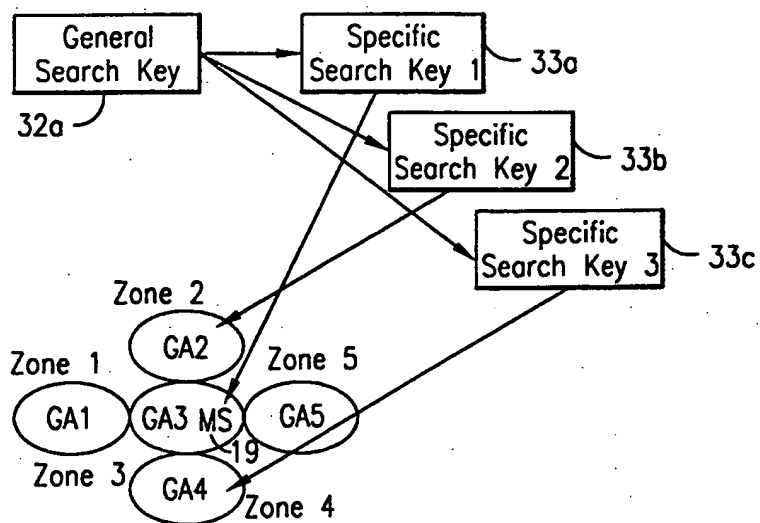 General
Search Key
32a
Specific
Search Key 1
33a
Specific
Search Key 2
33b
Specific
Search Key 3
33c
Zone 2
GA2
Zone 1
Zone 5
GA1
GA3 MS
GA5
19
Zone 3
GA4
Zone 4